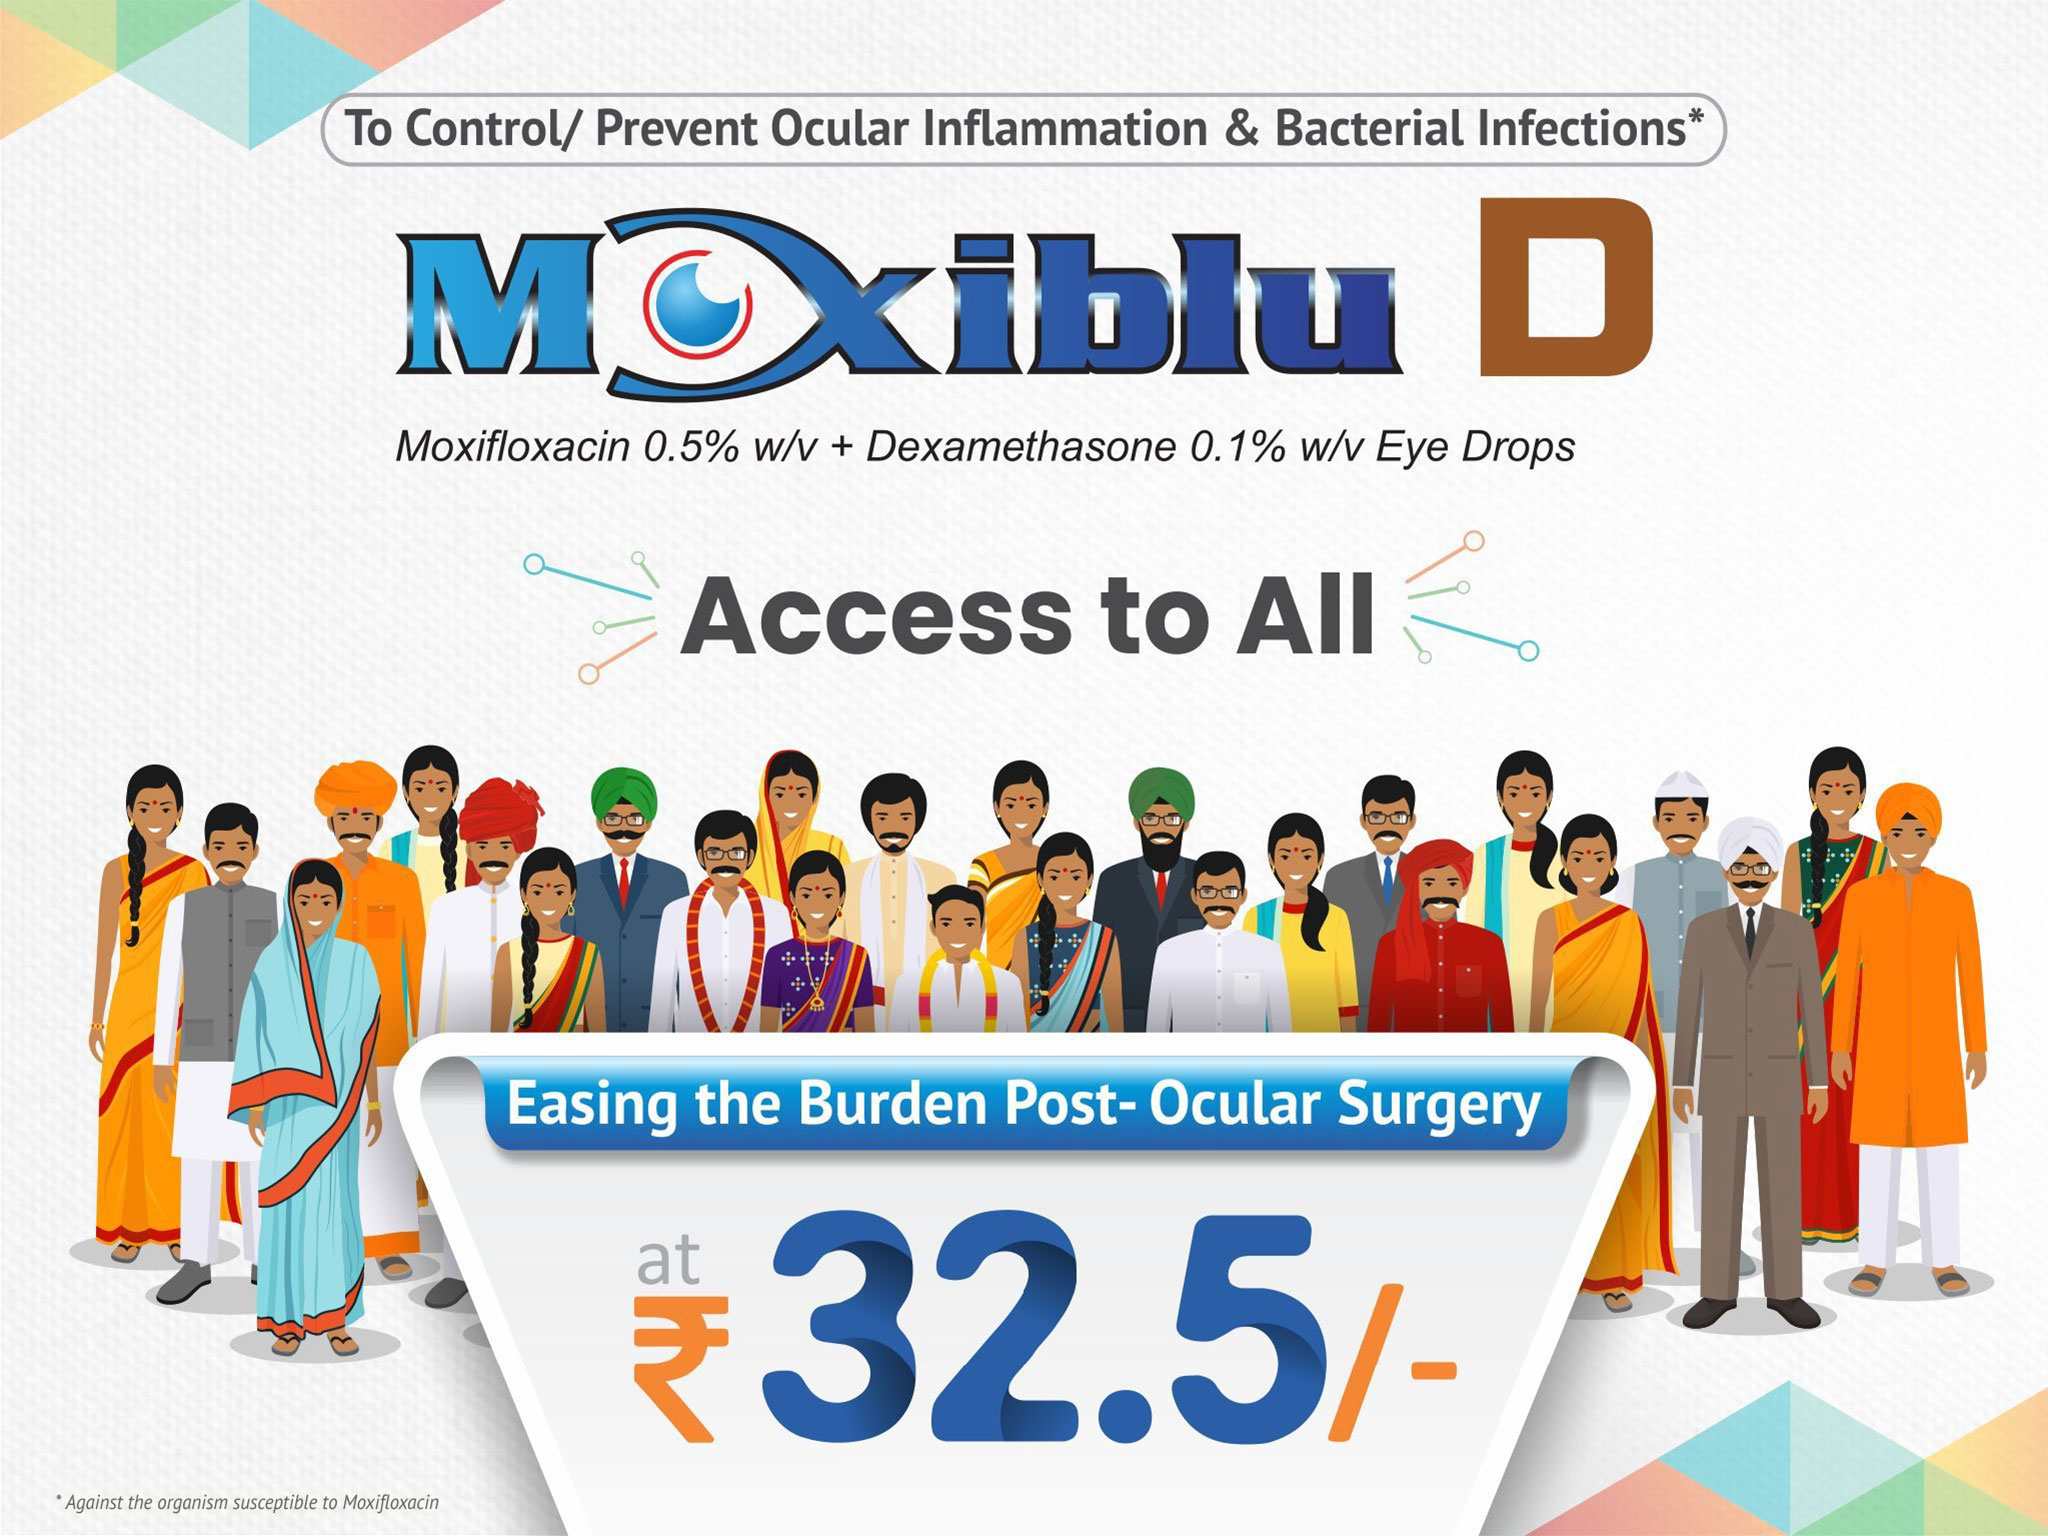 To Control/ Prevent Ocular Inflammation & Bacterial Infections*
Moxiblu D
Moxifloxacin 0.5% w/v + Dexamethasone 0.1% w/v Eye Drops
Access to All
Easing the Burden Post- Ocular Surgery
at
₹ 32.5/-
* Against the organism susceptible to Moxifloxacin